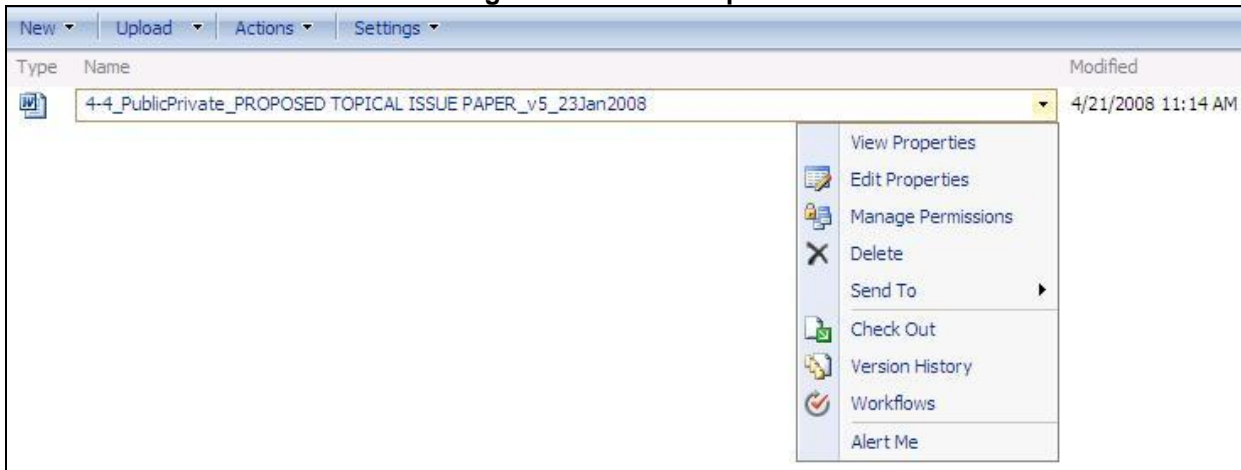 New Upload Actions Settings
Type Name Modified
4-4_PublicPrivate_PROPOSED TOPICAL ISSUE PAPER_v5_23Jan2008 4/21/2008 11:14 AM
View Properties
Edit Properties
Manage Permissions
Delete
Send To
Check Out
Version History
Workflows
Alert Me